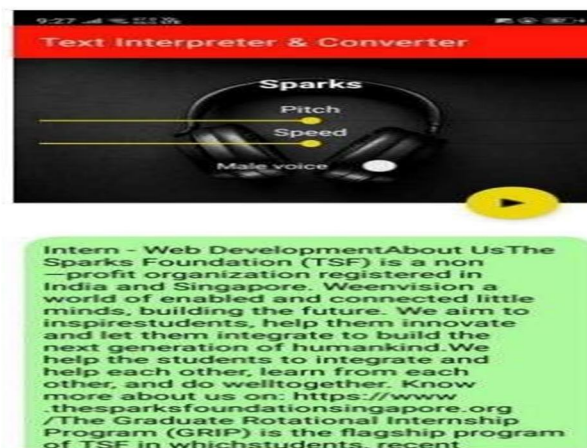 9:27
Text Interpreter & Converter
Sparks
Pitch
Speed
Male voice
Intern - Web DevelopmentAbout UsThe
Sparks Foundation (TSF) is a non
—profit organization registered in
India and Singapore. Weenvision a
world of enabled and connected little
minds, building the future. We aim to
inspirestudents, help them innovate
and let them integrate to build the
next generation of humankind.We
help the students to integrate and
help each other, learn from each
other, and do welltogether. Know
more about us on: https://www
.thesparksfoundationsingapore.org
/The Graduate Rotational Internship
Program (GRIP) is the flagship program
of TSF in whichstudents, recen